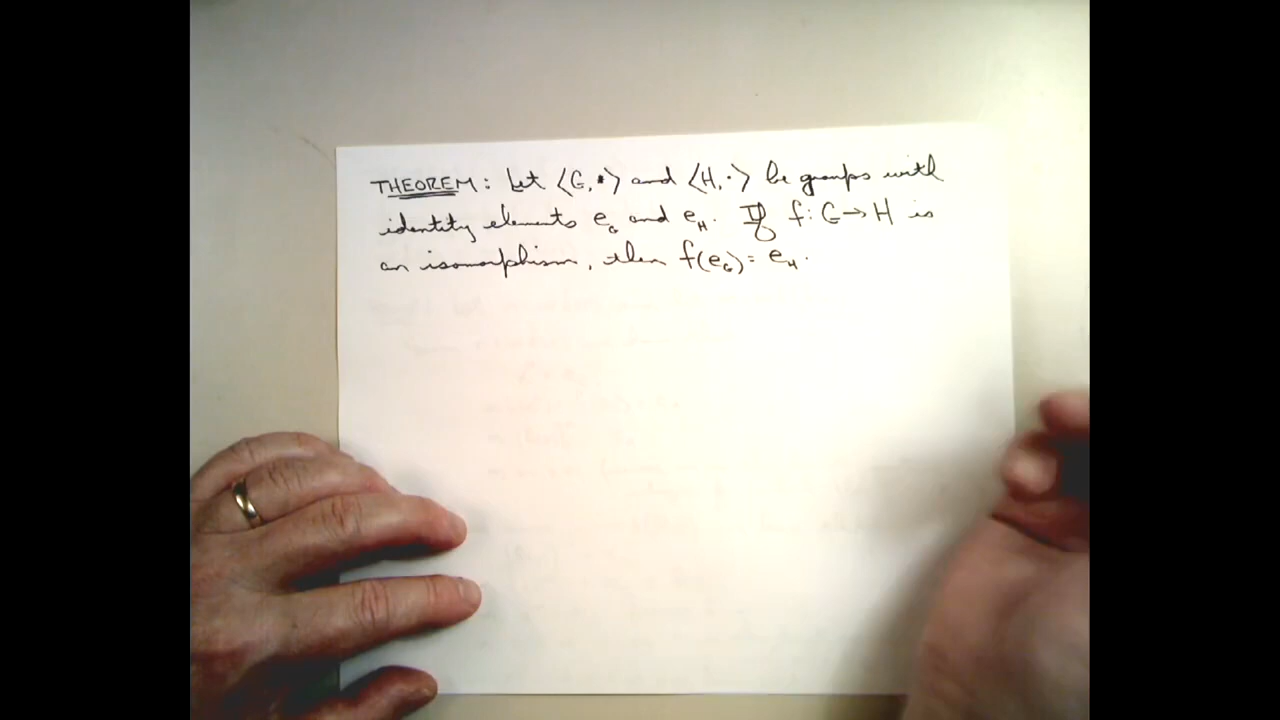 THEOREM: Let ⟨G, •⟩ and ⟨H, ·⟩ be groups with
identity elements e_G and e_H. If f: G → H is
an isomorphism, then f(e_G) = e_H.